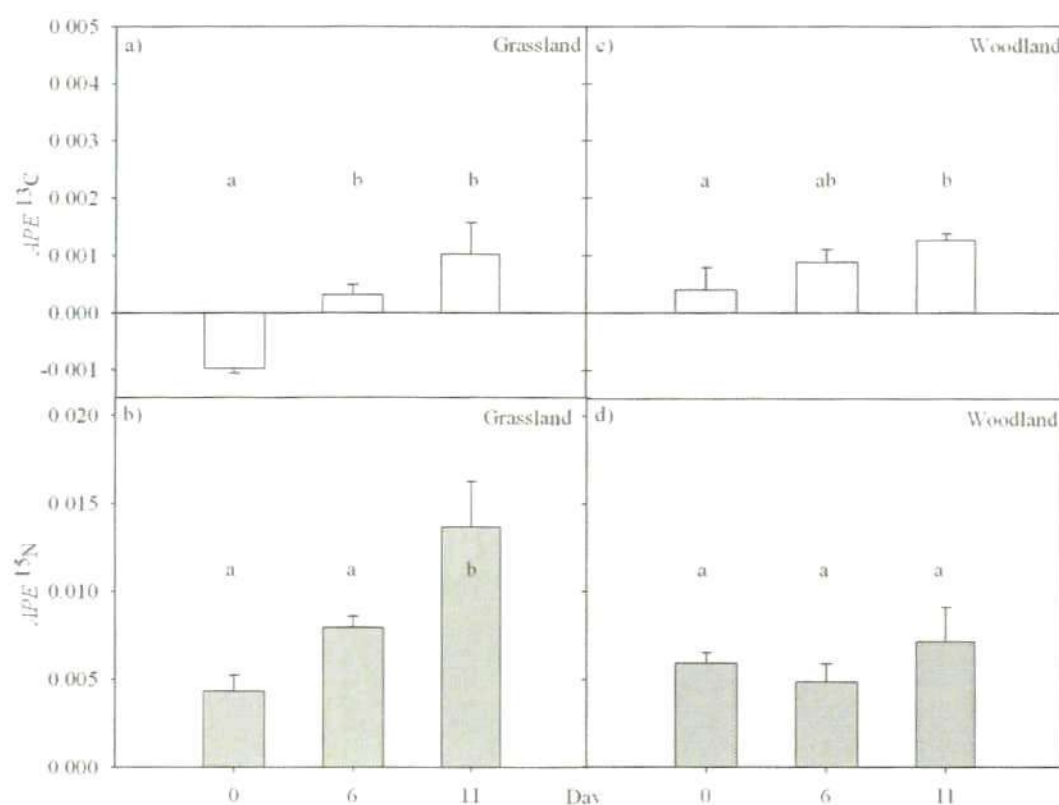 a) Grassland
c) Woodland
0 005
0 004
0 003
0 002
0 001
0 000
-0 001
APE 13C
a b b
a ab b
b) Grassland
d) Woodland
0 020
0 015
0 010
0 005
0 000
APE 15N
a a b
a a a
0 6 11 Day 0 6 11